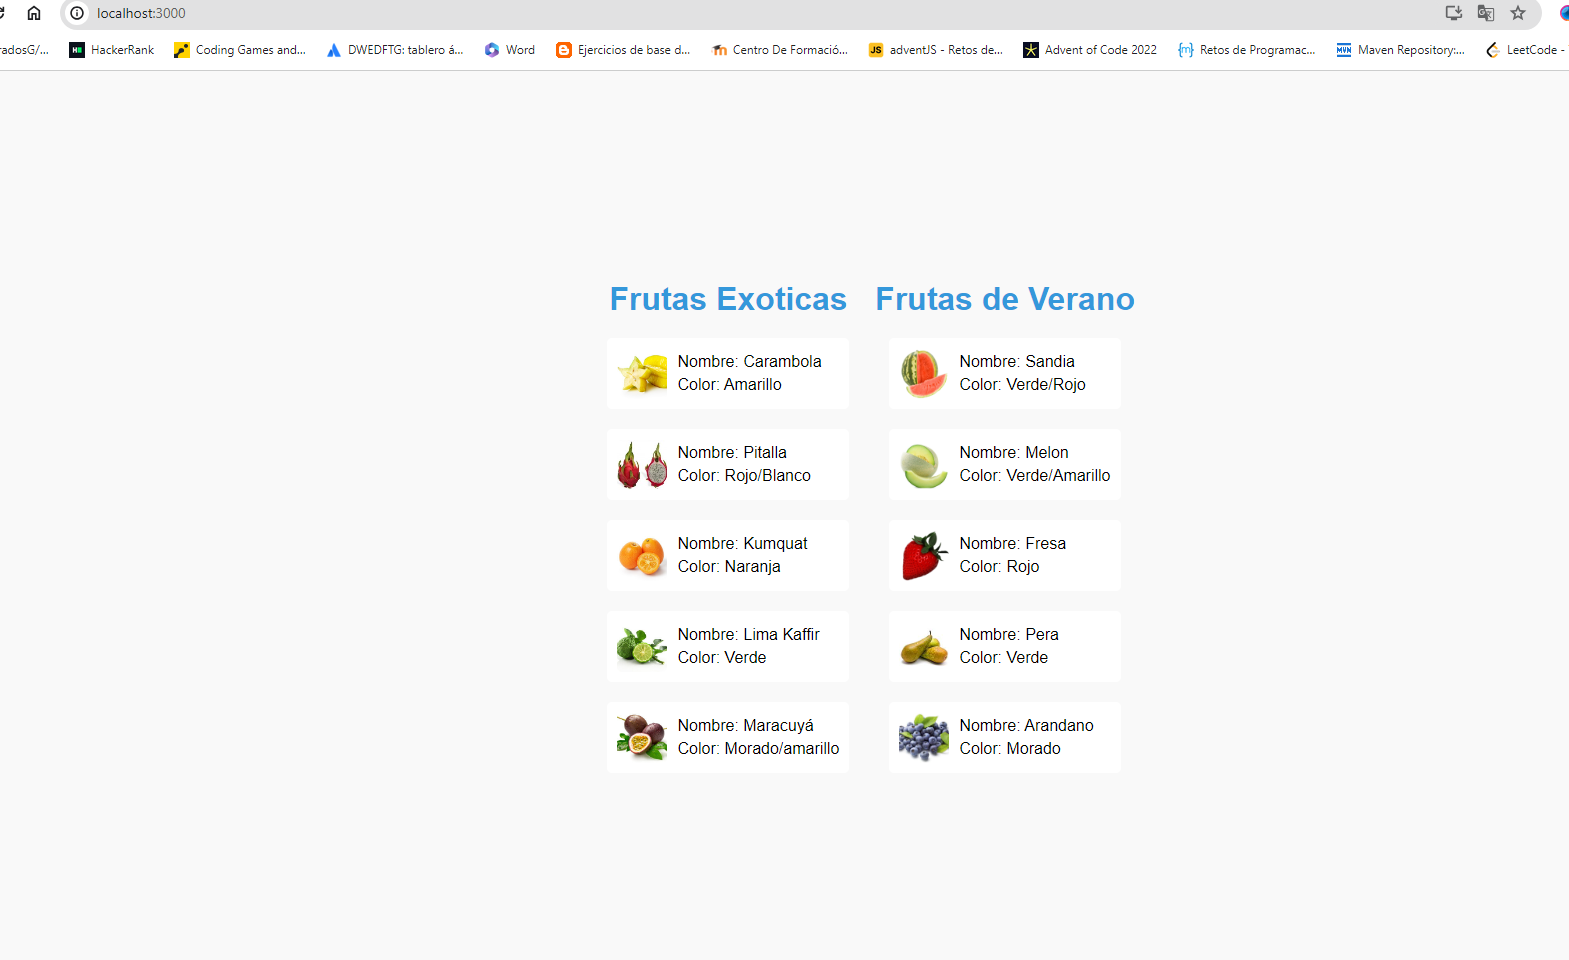 localhost:3000
radosG/... HackerRank Coding Games and... DWEDFTG: tablero á... Word Ejercicios de base d... Centro De Formació... JS adventJS - Retos de... Advent of Code 2022 {m} Retos de Programac... MVN Maven Repository:... LeetCode -
Frutas Exoticas
Nombre: Carambola
Color: Amarillo
Nombre: Pitalla
Color: Rojo/Blanco
Nombre: Kumquat
Color: Naranja
Nombre: Lima Kaffir
Color: Verde
Nombre: Maracuyá
Color: Morado/amarillo
Frutas de Verano
Nombre: Sandia
Color: Verde/Rojo
Nombre: Melon
Color: Verde/Amarillo
Nombre: Fresa
Color: Rojo
Nombre: Pera
Color: Verde
Nombre: Arandano
Color: Morado